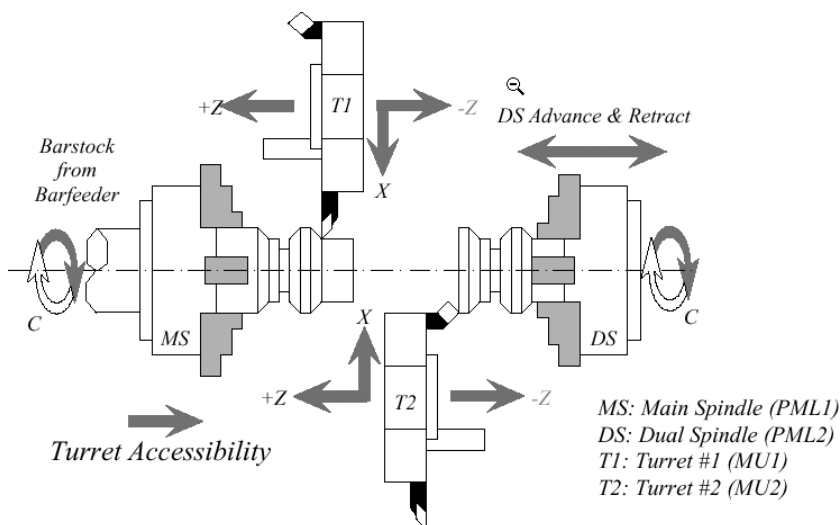 +Z
T1
-Z
X
DS Advance & Retract
Barstock
from
Barfeeder
C
MS
DS
C
X
+Z
T2
-Z
Turret Accessibility
MS: Main Spindle (PML1)
DS: Dual Spindle (PML2)
T1: Turret #1 (MU1)
T2: Turret #2 (MU2)